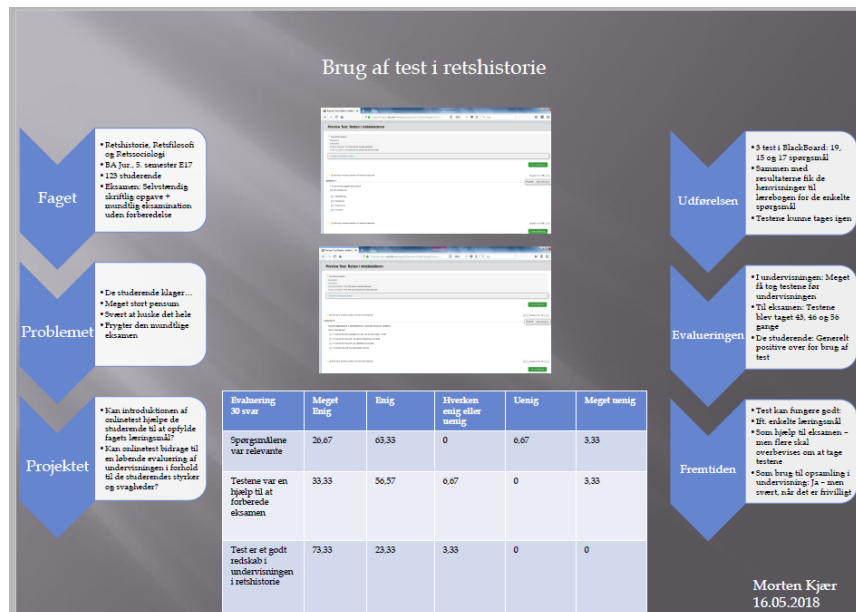 Brug af test i retshistorie
Faget
• Retshistorie, Retsfilosofi
og Retssociologi
• BA Jur., 5. semester E17
• 123 studerende
• Eksamen: Selvstændig
skriftlig opgave +
mundtlig eksamination
uden forberedelse
Problemet
• De studerende klager...
• Meget stort pensum
• Svært at huske det hele
• Frygter den mundtlige
eksamen
Projektet
• Kan introduktionen af
onlinetest hjælpe de
studerende til at opfylde
fagets læringsmål?
• Kan onlinetest bidrage til
en løbende evaluering af
undervisningen i forhold
til de studerendes styrker
og svagheder?
Evaluering
30 svar
Meget
Enig
Enig
Hverken
enig eller
uenig
Uenig
Meget uenig
Spørgsmålene
var relevante
26,67
63,33
0
6,67
3,33
Testene var en
hjælp til at
forberede
eksamen
33,33
56,57
6,67
0
3,33
Test er et godt
redskab i
undervisningen
i retshistorie
73,33
23,33
3,33
0
0
Udførelsen
• 3 test i BlackBoard: 19,
15 og 17 spørgsmål
• Sammen med
resultaterne fik de
henvisninger til
lærebogen for de enkelte
spørgsmål
• Testene kunne tages igen
Evalueringen
• I undervisningen: Meget
få tog testene før
undervisningen
• Til eksamen: Testene
blev taget 43, 46 og 56
gange
• De studerende: Generelt
positive over for brug af
test
Fremtiden
• Test kan fungere godt:
• Ift. enkelte læringsmål
• Som hjælp til eksamen –
men flere skal
overbevises om at tage
testene
• Som brug til opsamling i
undervisning: Ja – men
svært, når det er frivilligt
Morten Kjær
16.05.2018